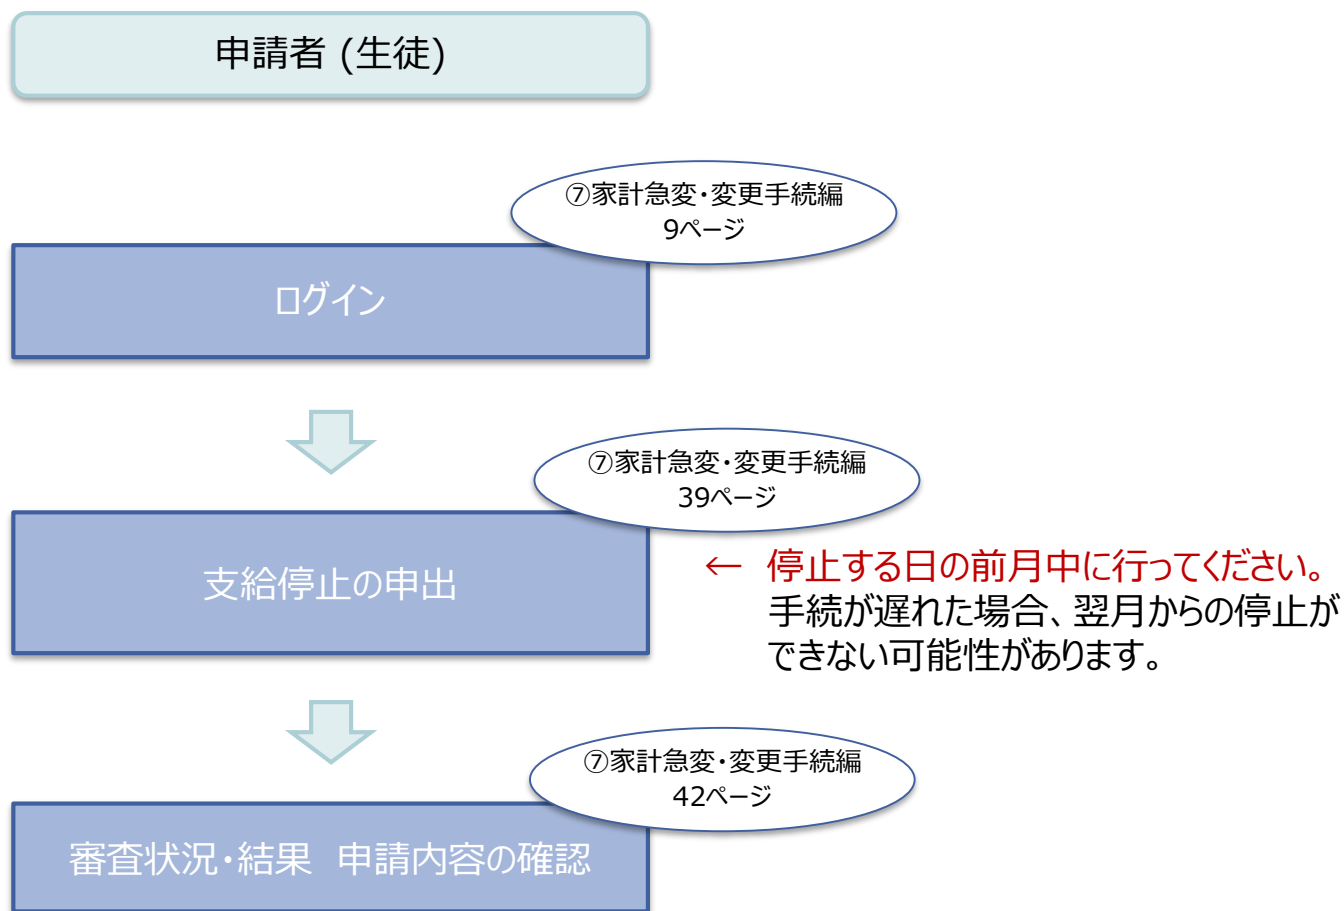 申請者 (生徒)
⑦家計急変・変更手続編
9ページ
ログイン
⑦家計急変・変更手続編
39ページ
支給停止の申出
← 停止する日の前月中に行ってください。
手続が遅れた場合、翌月からの停止が
できない可能性があります。
⑦家計急変・変更手続編
42ページ
審査状況・結果　申請内容の確認